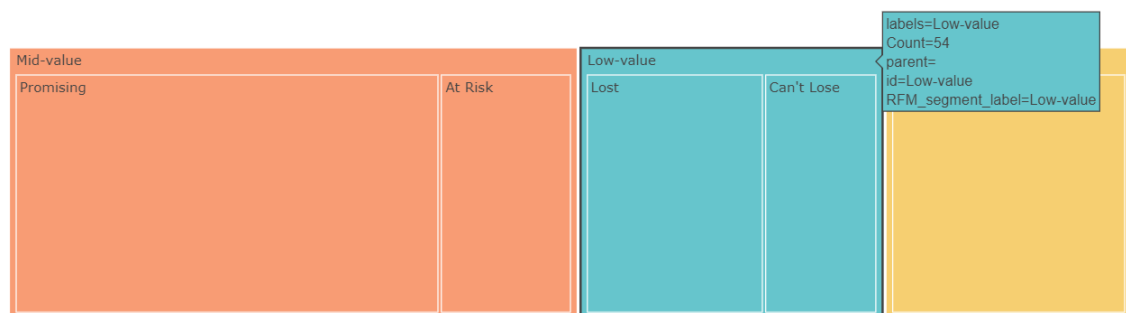 Mid-value
Promising
At Risk
Low-value
Lost
Can't Lose
labels=Low-value
Count=54
parent=
id=Low-value
RFM_segment_label=Low-value